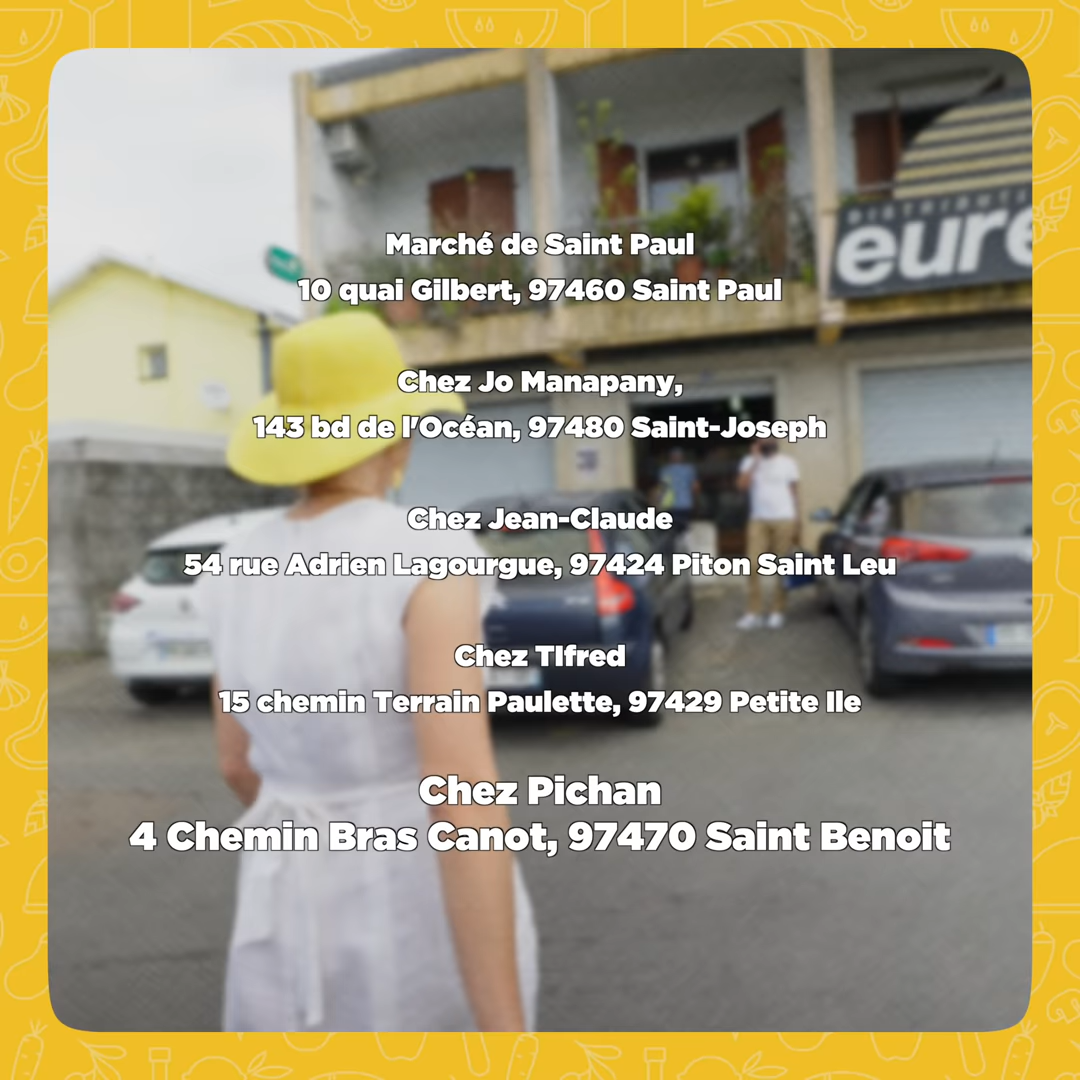 Marché de Saint Paul
10 quai Gilbert, 97460 Saint Paul
Chez Jo Manapany,
143 bd de l'Océan, 97480 Saint-Joseph
Chez Jean-Claude
54 rue Adrien Lagourgue, 97424 Piton Saint Leu
Chez TIfred
15 chemin Terrain Paulette, 97429 Petite Ile
Chez Pichan
4 Chemin Bras Canot, 97470 Saint Benoit